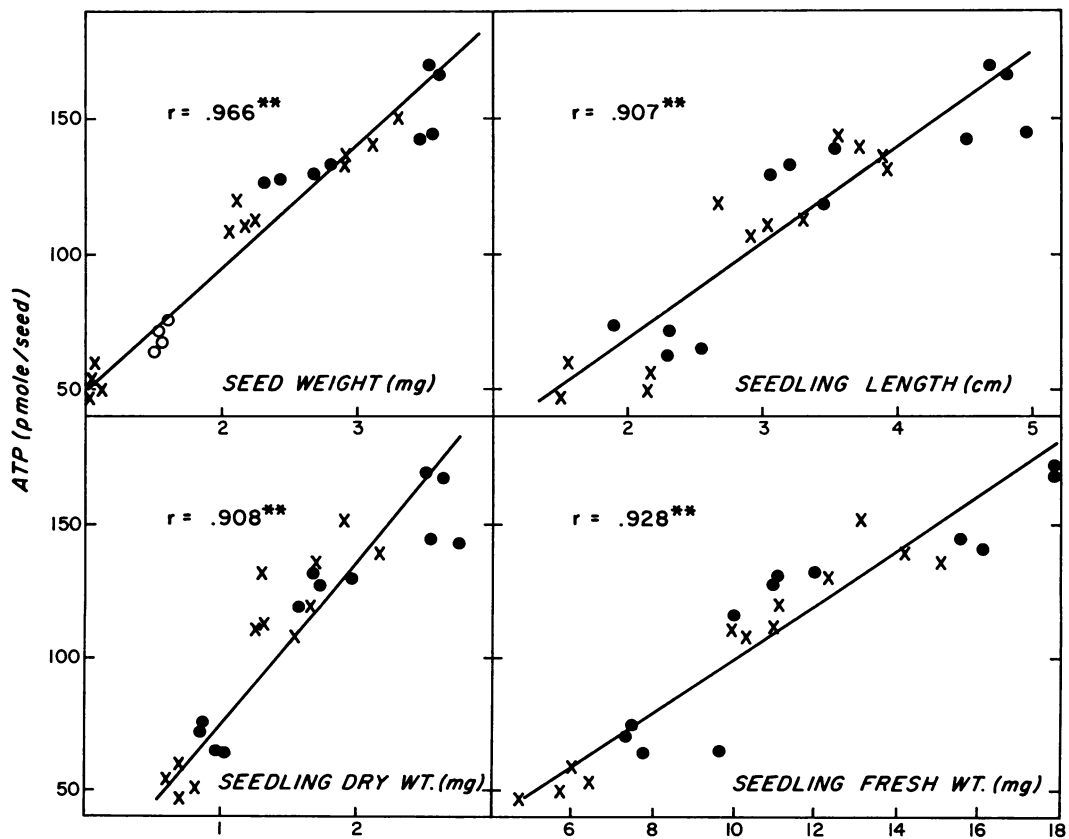 ATP (pmole/seed)
150
100
50
r = .966**
SEED WEIGHT (mg)
2
3
r = .907**
SEEDLING LENGTH (cm)
2
3
4
5
150
100
50
r = .908**
SEEDLING DRY WT. (mg)
1
2
r = .928**
SEEDLING FRESH WT. (mg)
6
8
10
12
14
16
18